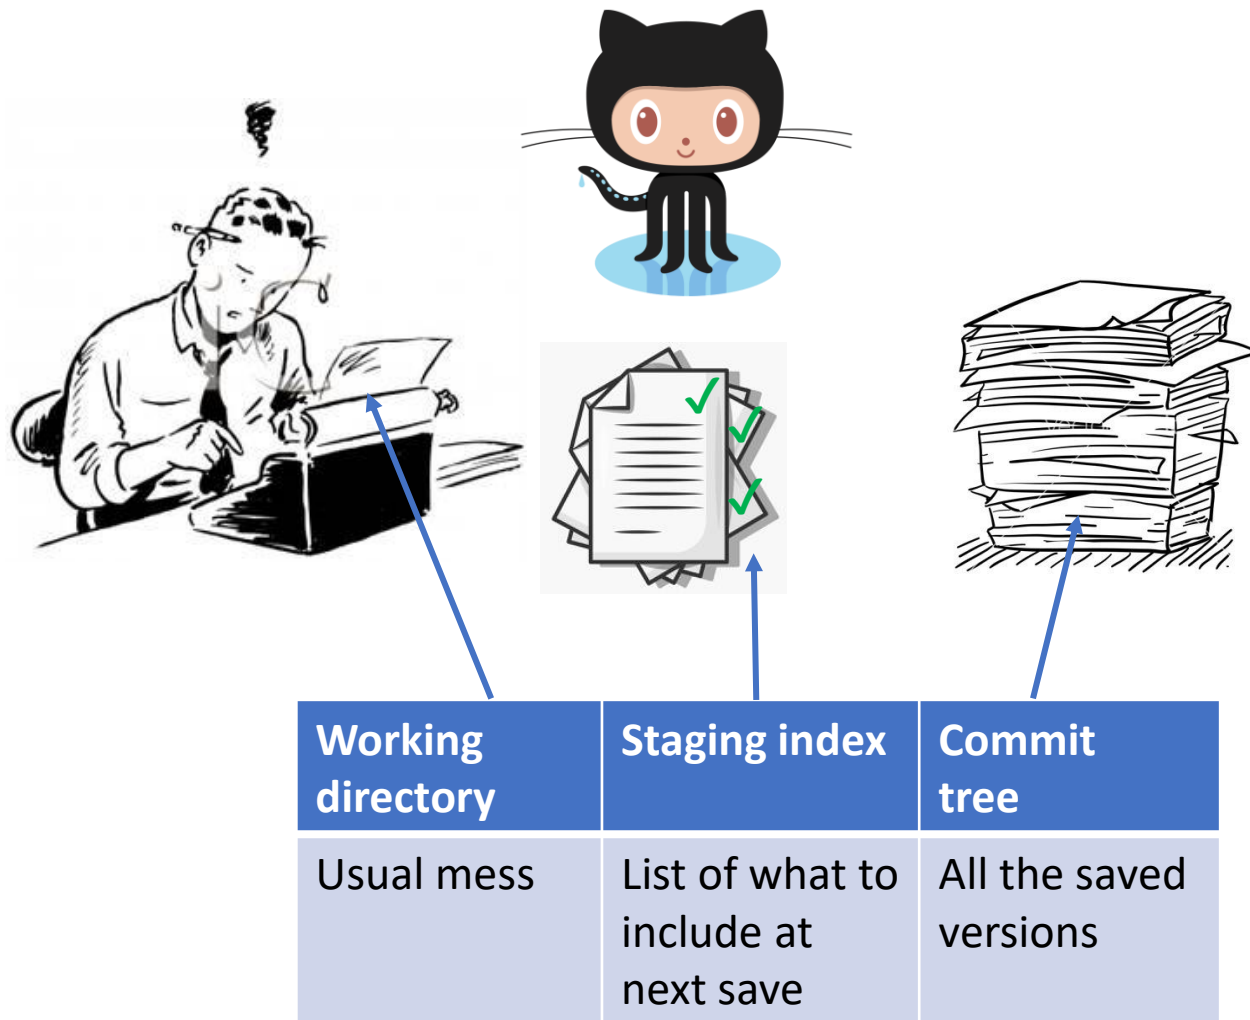 Working
directory
Staging index
Commit
tree
Usual mess
List of what to
include at
next save
All the saved
versions